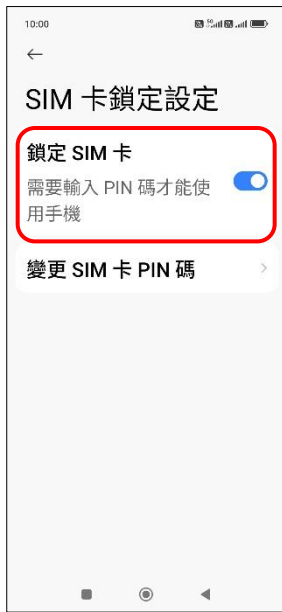 10:00
SIM 卡鎖定設定
鎖定 SIM 卡
需要輸入 PIN 碼才能使
用手機
變更 SIM 卡 PIN 碼